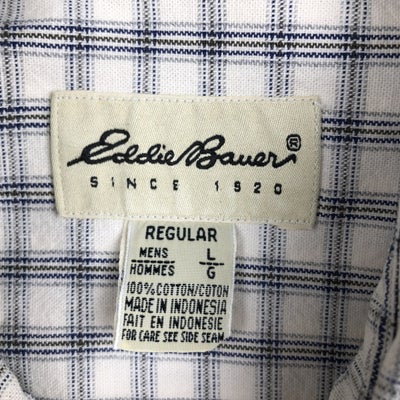 Eddie Bauer ®
SINCE 1920
REGULAR
MENS L
HOMMES G
100% COTTON/COTON
MADE IN INDONESIA
FAIT EN INDONESIE
FOR CARE SEE SIDE SEAM